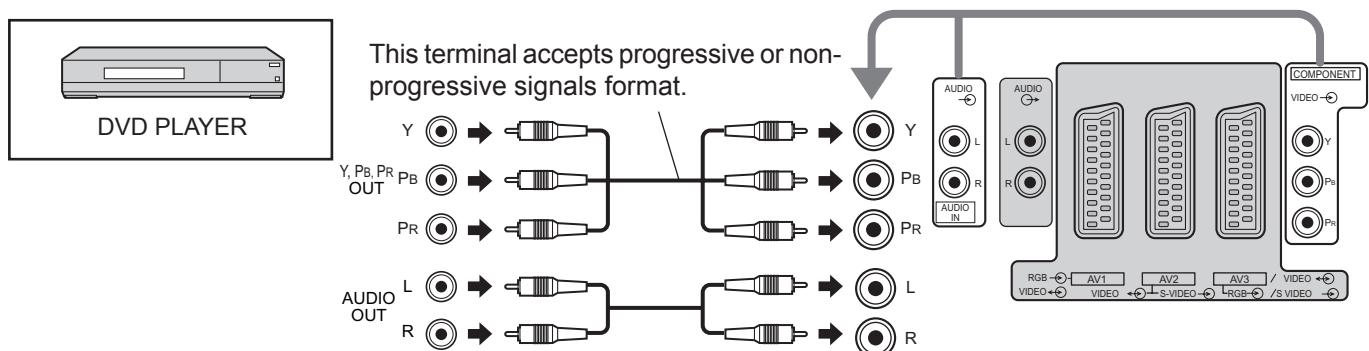 DVD PLAYER
This terminal accepts progressive or non-
progressive signals format.
Y
Y, PB, PR
OUT
PB
PR
AUDIO
OUT
L
R
Y
PB
PR
L
R
AUDIO
L
R
AUDIO
IN
AUDIO
L
R
COMPONENT
VIDEO
Y
PB
PR
RGB AV1 AV2 AV3 / VIDEO
VIDEO VIDEO S-VIDEO RGB /S VIDEO